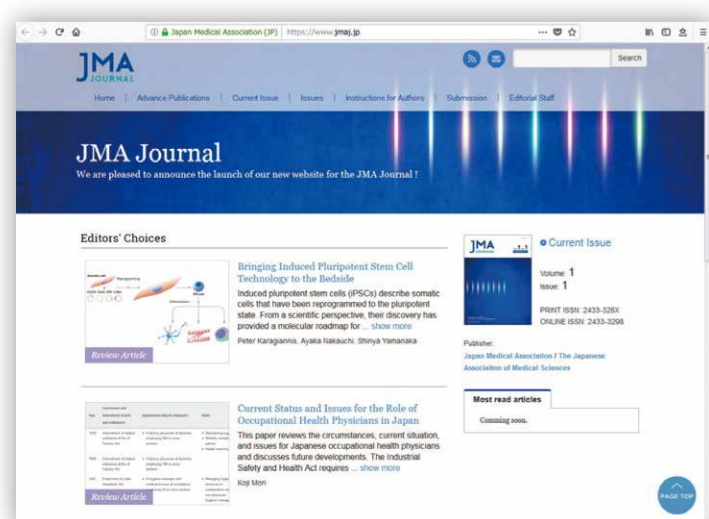 Japan Medical Association (JP) https://www.jmaj.jp
JMA
JOURNAL
Search
Home | Advance Publications | Current Issue | Issues | Instructions for Authors | Submission | Editorial Staff
JMA Journal
We are pleased to announce the launch of our new website for the JMA Journal !
Editors' Choices
Bringing Induced Pluripotent Stem Cell
Technology to the Bedside
Induced pluripotent stem cells (iPSCs) describe somatic
cells that have been reprogrammed to the pluripotent
state. From a scientific perspective, their discovery has
provided a molecular roadmap for ... show more
Peter Karagiannis, Ayaka Nakauchi, Shinya Yamanaka
Review Article
Current Status and Issues for the Role of
Occupational Health Physicians in Japan
This paper reviews the circumstances, current situation,
and issues for Japanese occupational health physicians
and discusses future developments. The Industrial
Safety and Health Act requires ... show more
Koji Mori
Review Article
JMA
Current Issue
Volume: 1
Issue: 1
PRINT ISSN: 2433-328X
ONLINE ISSN: 2433-3298
Publisher:
Japan Medical Association / The Japanese
Association of Medical Sciences
Most read articles
Comming soon.
PAGE TOP